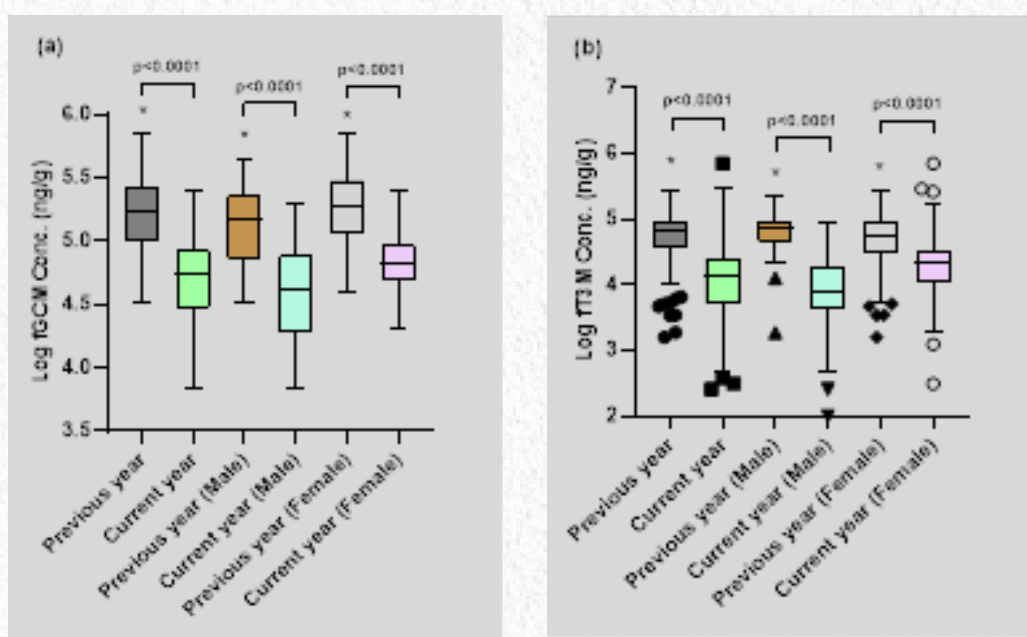 (a)
p<0.0001
p<0.0001
p<0.0001
Log fGCM Conc. (ng/g)
6.0
5.5
5.0
4.5
4.0
3.5
Previous year
Current year
Previous year (Male)
Current year (Male)
Previous year (Female)
Current year (Female)
(b)
p<0.0001
p<0.0001
p<0.0001
Log fT3M Conc. (ng/g)
7
6
5
4
3
2
Previous year
Current year
Previous year (Male)
Current year (Male)
Previous year (Female)
Current year (Female)